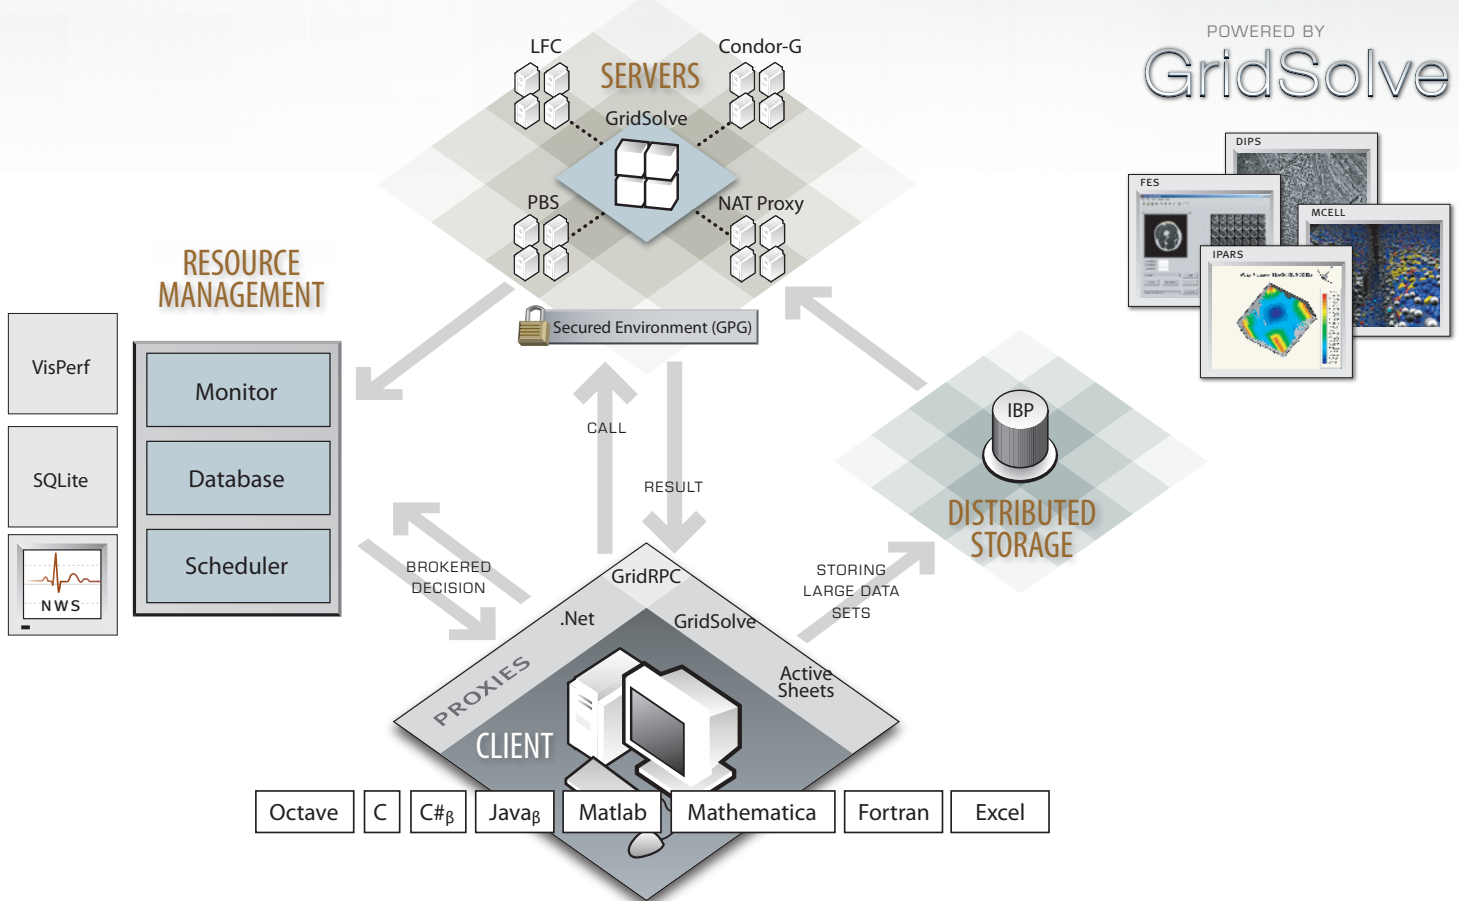 POWERED BY
GridSolve
LFC
Condor-G
SERVERS
GridSolve
PBS
NAT Proxy
Secured Environment (GPG)
DIPS
FES
MCELL
IPARS
RESOURCE
MANAGEMENT
VisPerf
SQLite
NWS
Monitor
Database
Scheduler
CALL
RESULT
BROKERED
DECISION
IBP
DISTRIBUTED
STORAGE
STORING
LARGE DATA
SETS
GridRPC
.Net
GridSolve
Active
Sheets
PROXIES
CLIENT
Octave
C
C#β
Javaβ
Matlab
Mathematica
Fortran
Excel